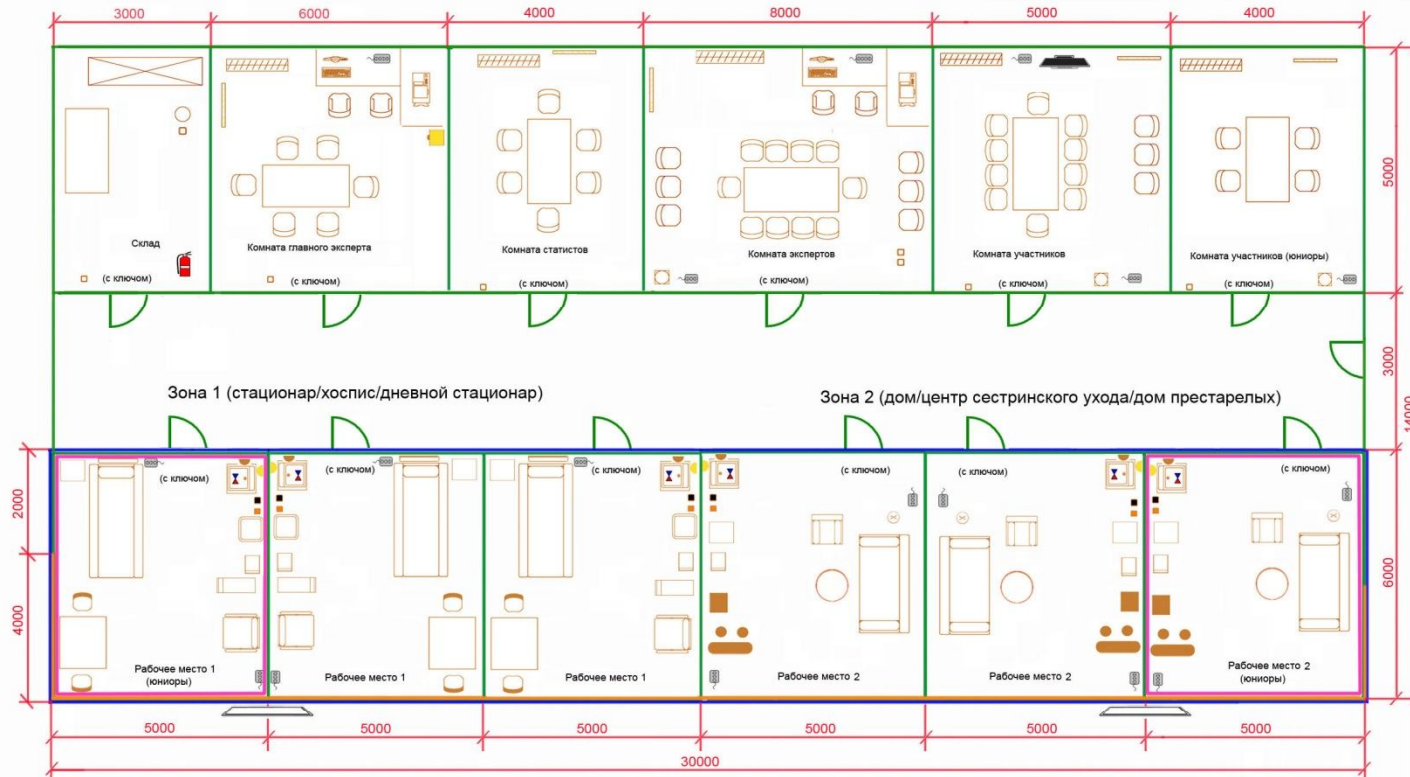 3000
6000
4000
8000
5000
4000
Склад
(с ключом)
Комната главного эксперта
(с ключом)
Комната статистов
(с ключом)
Комната экспертов
(с ключом)
Комната участников
(с ключом)
Комната участников (юниоры)
(с ключом)
5000
3000
14000
6000
Зона 1 (стационар/хоспис/дневной стационар)
Зона 2 (дом/центр сестринского ухода/дом престарелых)
2000
4000
(с ключом)
(с ключом)
(с ключом)
(с ключом)
(с ключом)
(с ключом)
Рабочее место 1
(юниоры)
Рабочее место 1
Рабочее место 1
Рабочее место 2
Рабочее место 2
Рабочее место 2
(юниоры)
5000
5000
5000
5000
5000
5000
30000